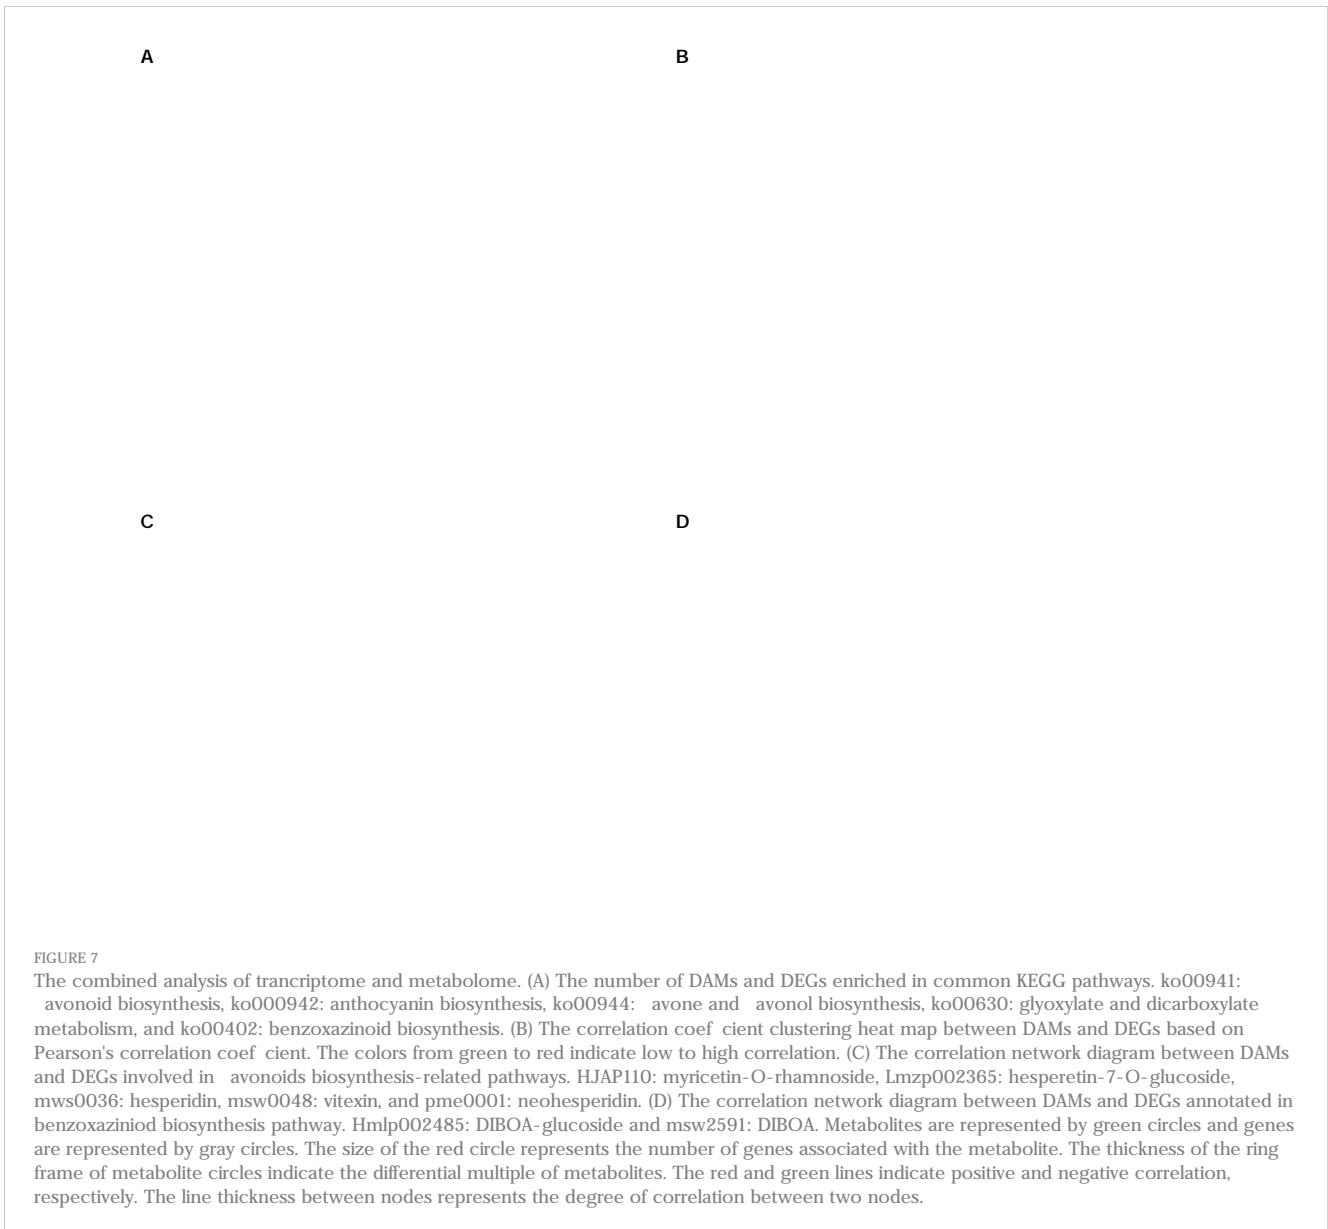 A B
C D
FIGURE 7
The combined analysis of trancriptome and metabolome. (A) The number of DAMs and DEGs enriched in common KEGG pathways. ko00941:
avonoid biosynthesis, ko000942: anthocyanin biosynthesis, ko00944: avone and avonol biosynthesis, ko00630: glyoxylate and dicarboxylate
metabolism, and ko00402: benzoxazinoid biosynthesis. (B) The correlation coef cient clustering heat map between DAMs and DEGs based on
Pearson's correlation coef cient. The colors from green to red indicate low to high correlation. (C) The correlation network diagram between DAMs
and DEGs involved in avonoids biosynthesis-related pathways. HJAP110: myricetin-O-rhamnoside, Lmzp002365: hesperetin-7-O-glucoside,
mws0036: hesperidin, msw0048: vitexin, and pme0001: neohesperidin. (D) The correlation network diagram between DAMs and DEGs annotated in
benzoxaziniod biosynthesis pathway. Hmlp002485: DIBOA-glucoside and msw2591: DIBOA. Metabolites are represented by green circles and genes
are represented by gray circles. The size of the red circle represents the number of genes associated with the metabolite. The thickness of the ring
frame of metabolite circles indicate the differential multiple of metabolites. The red and green lines indicate positive and negative correlation,
respectively. The line thickness between nodes represents the degree of correlation between two nodes.